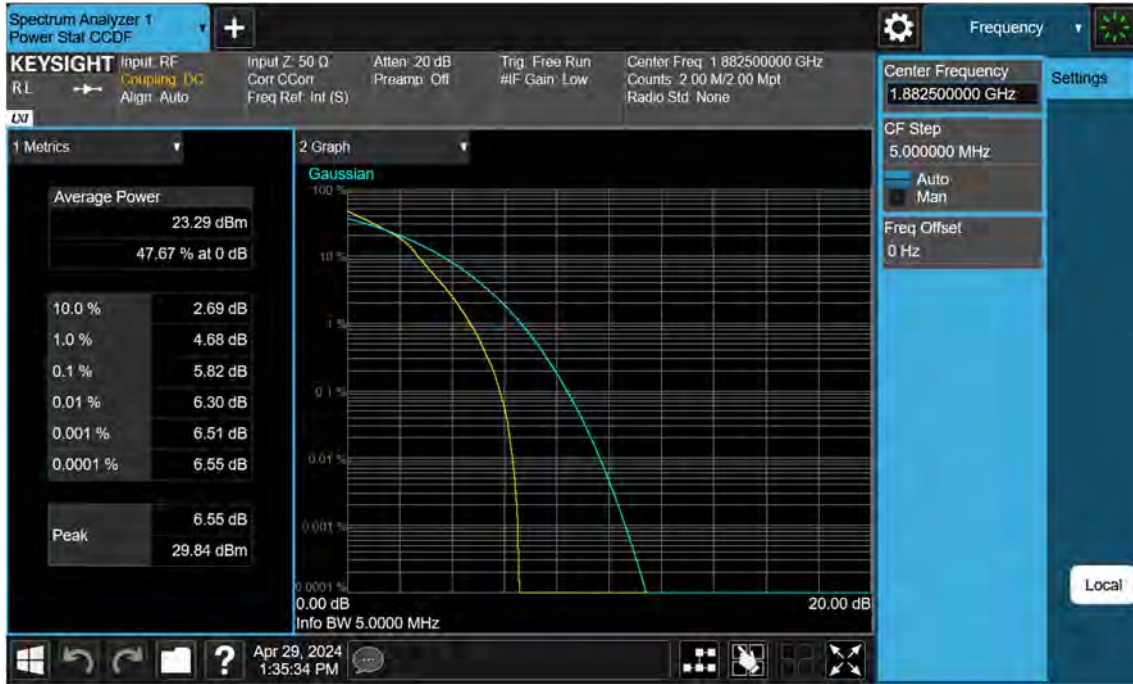 Spectrum Analyzer 1
Power Stat CCDF
+
Frequency
KEYSIGHT
R L
LXI
Input: RF
Coupling: DC
Align: Auto
Input Z: 50 Ω
Corr CCorr
Freq Ref: Int (S)
Atten: 20 dB
Preamp: Off
Trig: Free Run
#IF Gain: Low
Center Freq: 1.882500000 GHz
Counts: 2.00 M/2.00 Mpt
Radio Std: None
Center Frequency
1.882500000 GHz
Settings
CF Step
5.000000 MHz
Auto
Man
Freq Offset
0 Hz
Local
1 Metrics
Average Power
23.29 dBm
47.67 % at 0 dB
10.0 % 2.69 dB
1.0 % 4.68 dB
0.1 % 5.82 dB
0.01 % 6.30 dB
0.001 % 6.51 dB
0.0001 % 6.55 dB
Peak 6.55 dB
29.84 dBm
2 Graph
Gaussian
100 %
10 %
1 %
0.1 %
0.01 %
0.001 %
0.0001 %
0.00 dB 20.00 dB
Info BW 5.0000 MHz
?
Apr 29, 2024
1:35:34 PM